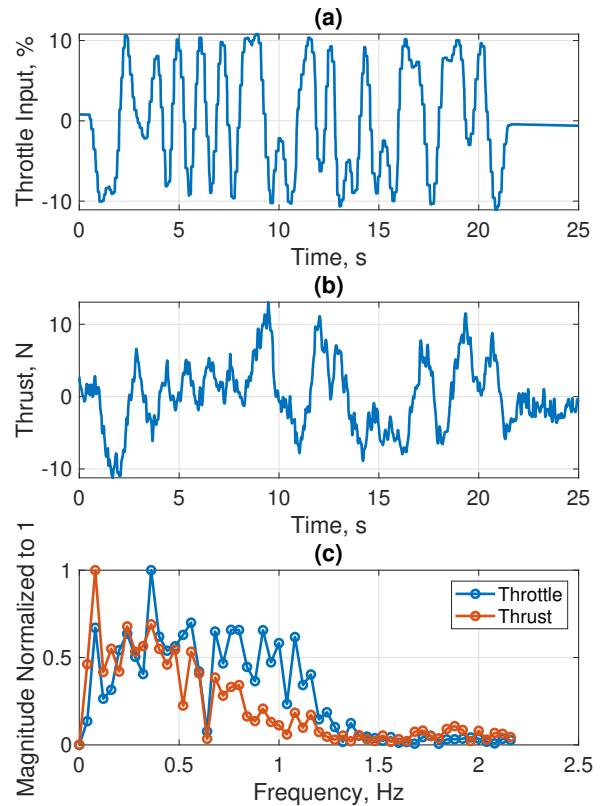 (a)
Throttle Input, %
10
0
-10
0 5 10 15 20 25
Time, s
(b)
Thrust, N
10
0
-10
0 5 10 15 20 25
Time, s
(c)
Magnitude Normalized to 1
1
0.5
0
Throttle
Thrust
0 0.5 1 1.5 2 2.5
Frequency, Hz